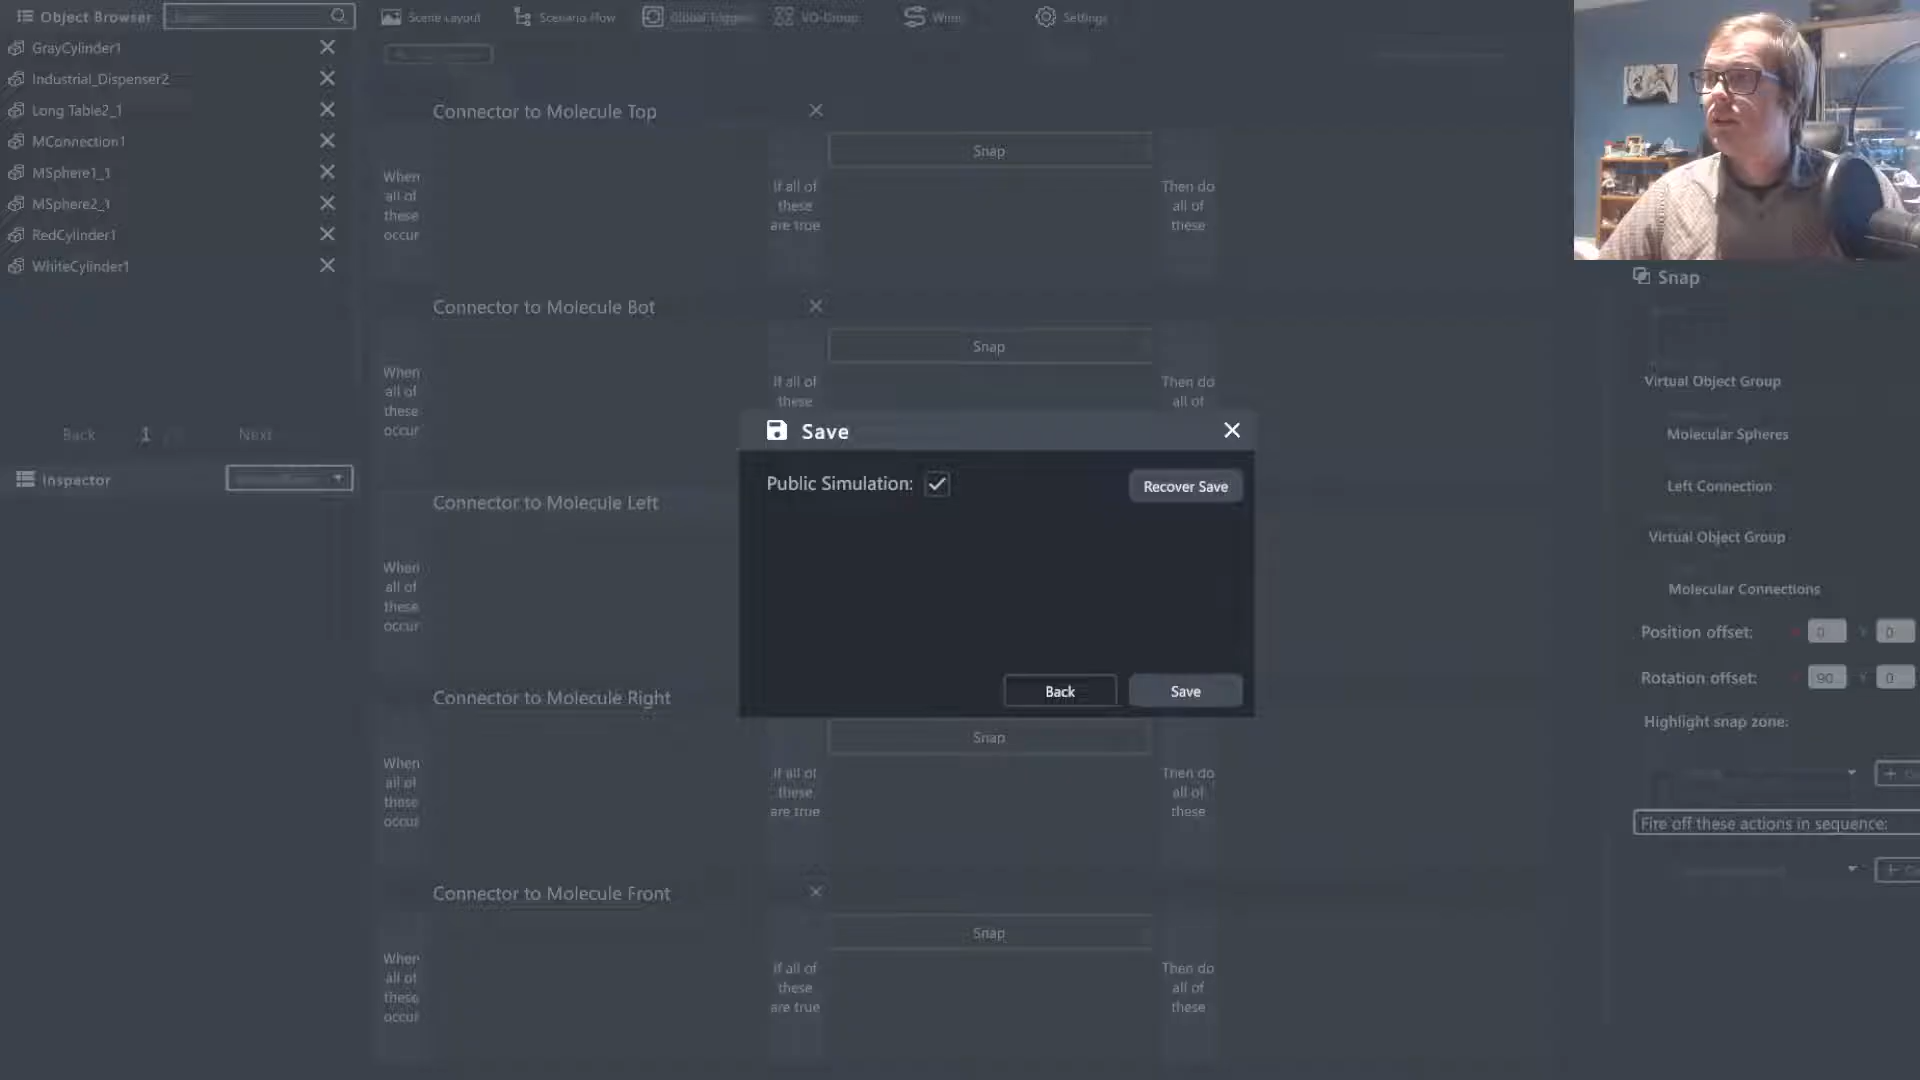 Object Browser
Scene Layout
Scenario Flow
Global Trigger
VO-Group
Wire
Settings
GrayCylinder1
Industrial_Dispenser2
Long Table2_1
MConnection1
MSphere1_1
MSphere2_1
RedCylinder1
WhiteCylinder1
Back 1 Next
Inspector
Connector to Molecule Top
When
all of
these
occur
Snap
If all of
these
are true
Then do
all of
these
Connector to Molecule Bot
When
all of
these
occur
Snap
If all of
these
Then do
all of
Connector to Molecule Left
When
all of
these
occur
Connector to Molecule Right
When
all of
these
occur
Snap
If all of
these
are true
Then do
all of
these
Connector to Molecule Front
When
all of
these
occur
Snap
If all of
these
are true
Then do
all of
these
Save
Public Simulation:
Recover Save
Back
Save
Snap
Virtual Object Group
Molecular Spheres
Left Connection
Virtual Object Group
Molecular Connections
Position offset: 0 Y 0
Rotation offset: 90 Y 0
Highlight snap zone:
Fire off these actions in sequence: